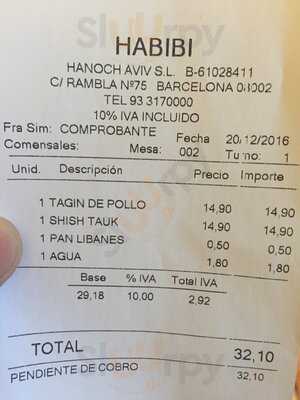 HABIBI
HANOCH AVIV S.L. B-61028411
C/ RAMBLA Nº75 BARCELONA 08002
TEL 93 3170000
10% IVA INCLUIDO
Fra Sim: COMPROBANTE Fecha 20/12/2016
Comensales: Mesa: 002 Turno: 1
Unid. Descripción Precio Importe
1 TAGIN DE POLLO 14,90 14,90
1 SHISH TAUK 14,90 14,90
1 PAN LIBANES 0,50 0,50
1 AGUA 1,80 1,80
Base % IVA Total IVA
29,18 10,00 2,92
TOTAL 32,10
PENDIENTE DE COBRO 32,10